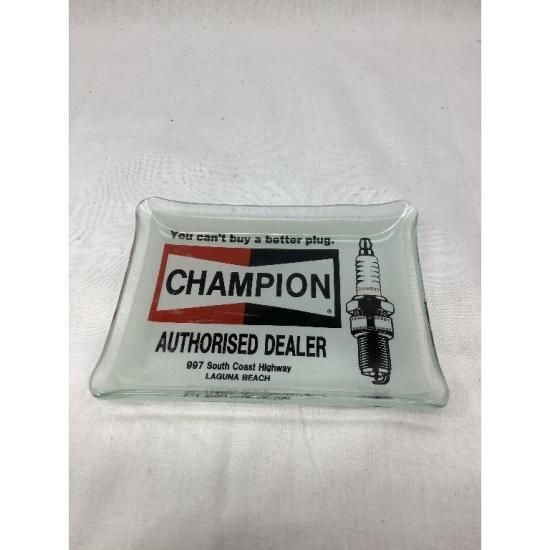 You can't buy a better plug.
CHAMPION
®
AUTHORISED DEALER
997 South Coast Highway
LAGUNA BEACH